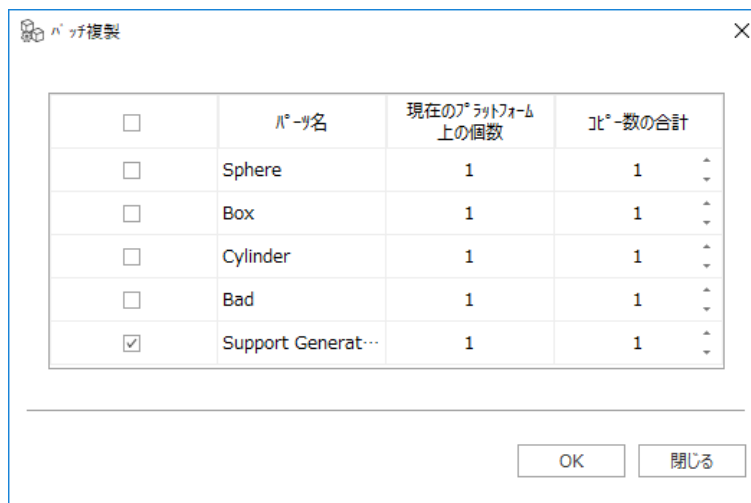 ﾊﾞｯﾁ複製
ﾊﾟｰﾂ名 現在のﾌﾟﾗｯﾄﾌｫｰﾑ上の個数 ｺﾋﾟｰ数の合計
Sphere 1 1
Box 1 1
Cylinder 1 1
Bad 1 1
Support Generat… 1 1
OK 閉じる